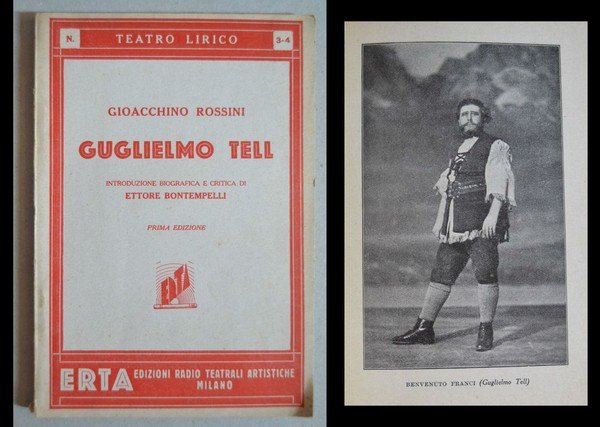 N. TEATRO LIRICO 3-4
GIOACCHINO ROSSINI
GUGLIELMO TELL
INTRODUZIONE BIOGRAFICA E CRITICA DI
ETTORE BONTEMPELLI
PRIMA EDIZIONE
ERTA
ERTA EDIZIONI RADIO TEATRALI ARTISTICHE
MILANO
BENVENUTO FRANCI (Guglielmo Tell)